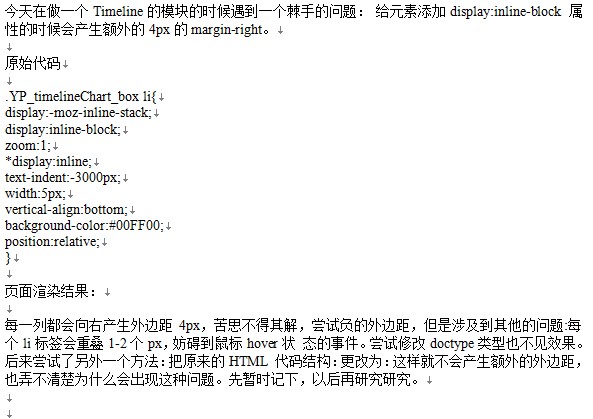 今天在做一个 Timeline 的模块的时候遇到一个棘手的问题： 给元素添加 display:inline-block 属
性的时候会产生额外的 4px 的 margin-right。
原始代码
.YP_timelineChart_box li{
display:-moz-inline-stack;
display:inline-block;
zoom:1;
*display:inline;
text-indent:-3000px;
width:5px;
vertical-align:bottom;
background-color:#00FF00;
position:relative;
}
页面渲染结果：
每一列都会向右产生外边距 4px，苦思不得其解，尝试负的外边距，但是涉及到其他的问题:每
个 li 标签会重叠 1-2 个 px，妨碍到鼠标 hover 状 态的事件。尝试修改 doctype 类型也不见效果。
后来尝试了另外一个方法：把原来的 HTML 代码结构：更改为：这样就不会产生额外的外边距，
也弄不清楚为什么会出现这种问题。先暂时记下，以后再研究研究。